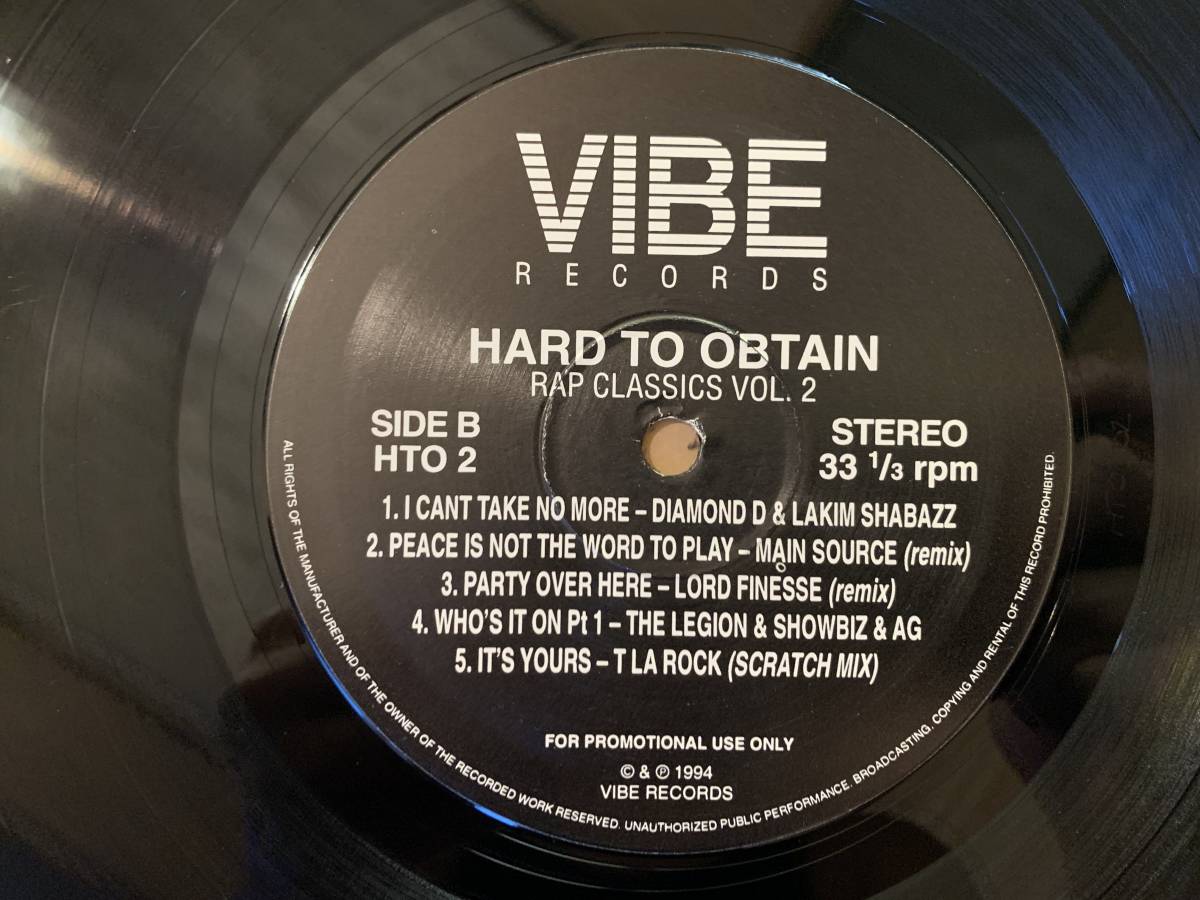 VIBE
RECORDS
HARD TO OBTAIN
RAP CLASSICS VOL. 2
SIDE B
HTO 2
STEREO
33 1/3 rpm
1. I CANT TAKE NO MORE – DIAMOND D & LAKIM SHABAZZ
2. PEACE IS NOT THE WORD TO PLAY – MAIN SOURCE (remix)
3. PARTY OVER HERE – LORD FINESSE (remix)
4. WHO'S IT ON Pt 1 – THE LEGION & SHOWBIZ & AG
5. IT'S YOURS – T LA ROCK (SCRATCH MIX)
FOR PROMOTIONAL USE ONLY
© & ℗ 1994
VIBE RECORDS
ALL RIGHTS OF THE MANUFACTURER AND OF THE OWNER OF THE RECORDED WORK RESERVED. UNAUTHORIZED PUBLIC PERFORMANCE. BROADCASTING. COPYING AND RENTAL OF THIS RECORD PROHIBITED.